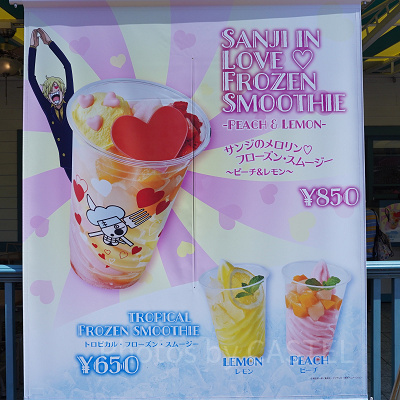 SANJI IN
LOVE ♡
FROZEN
SMOOTHIE
-PEACH & LEMON-
サンジのメロリン♡
フローズン・スムージー
~ピーチ&レモン~
¥850
TROPICAL
FROZEN SMOOTHIE
トロピカル・フローズン・スムージー
¥650
LEMON
レモン
PEACH
ピーチ
Photos by CASTEL